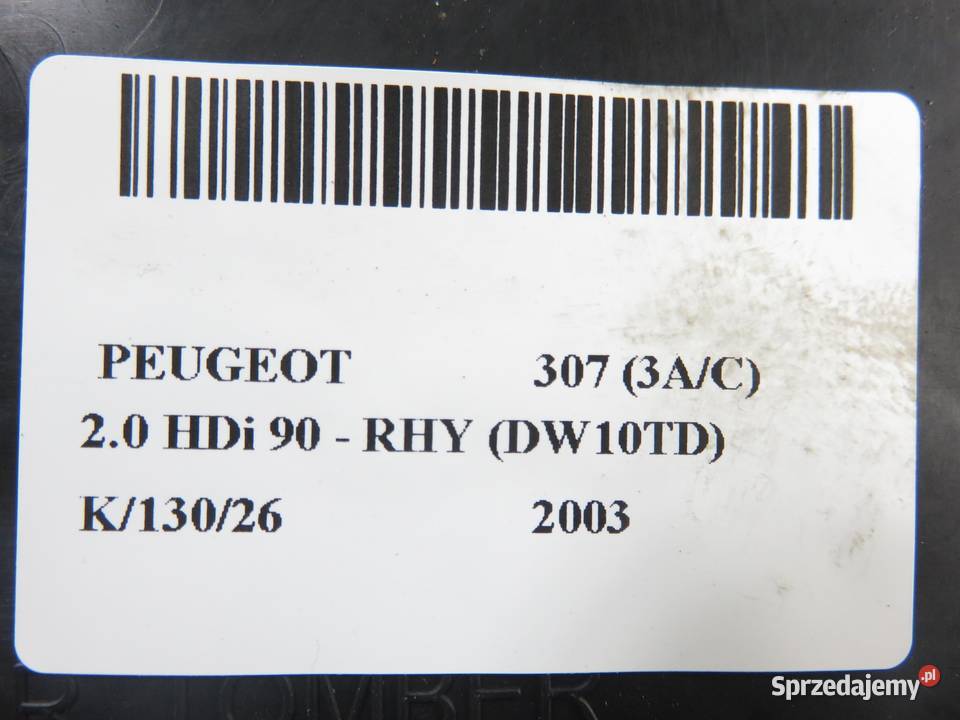 PEUGEOT 307 (3A/C)
2.0 HDi 90 - RHY (DW10TD)
K/130/26 2003
Sprzedajemy.pl